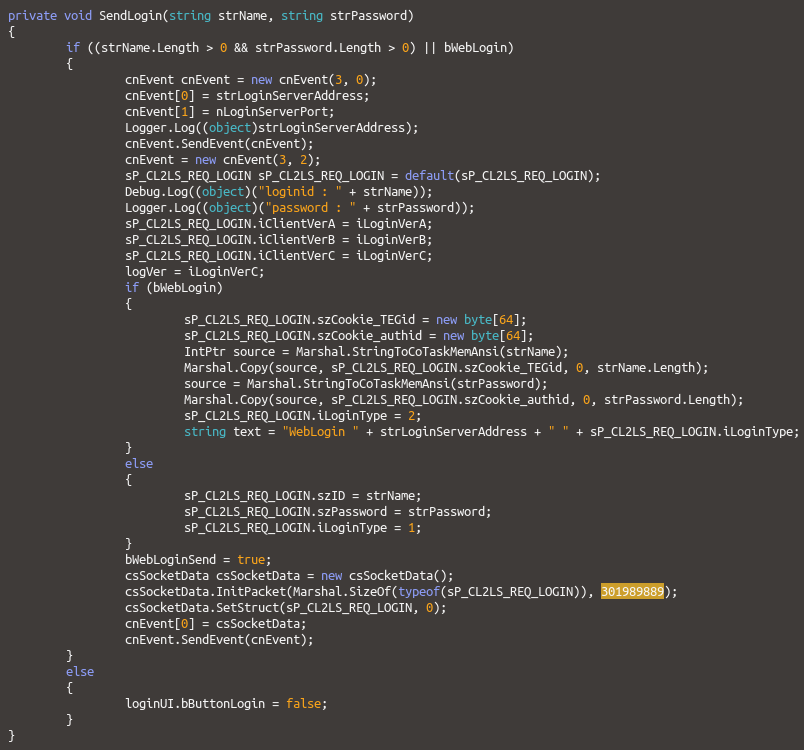 private void SendLogin(string strName, string strPassword)
{
if ((strName.Length > 0 && strPassword.Length > 0) || bWebLogin)
{
cnEvent cnEvent = new cnEvent(3, 0);
cnEvent[0] = strLoginServerAddress;
cnEvent[1] = nLoginServerPort;
Logger.Log((object)strLoginServerAddress);
cnEvent.SendEvent(cnEvent);
cnEvent = new cnEvent(3, 2);
sP_CL2LS_REQ_LOGIN sP_CL2LS_REQ_LOGIN = default(sP_CL2LS_REQ_LOGIN);
Debug.Log((object)("loginid : " + strName));
Logger.Log((object)("password : " + strPassword));
sP_CL2LS_REQ_LOGIN.iClientVerA = iLoginVerA;
sP_CL2LS_REQ_LOGIN.iClientVerB = iLoginVerB;
sP_CL2LS_REQ_LOGIN.iClientVerC = iLoginVerC;
logVer = iLoginVerC;
if (bWebLogin)
{
sP_CL2LS_REQ_LOGIN.szCookie_TEGid = new byte[64];
sP_CL2LS_REQ_LOGIN.szCookie_authid = new byte[64];
IntPtr source = Marshal.StringToCoTaskMemAnsi(strName);
Marshal.Copy(source, sP_CL2LS_REQ_LOGIN.szCookie_TEGid, 0, strName.Length);
source = Marshal.StringToCoTaskMemAnsi(strPassword);
Marshal.Copy(source, sP_CL2LS_REQ_LOGIN.szCookie_authid, 0, strPassword.Length);
sP_CL2LS_REQ_LOGIN.iLoginType = 2;
string text = "WebLogin " + strLoginServerAddress + " " + sP_CL2LS_REQ_LOGIN.iLoginType;
}
else
{
sP_CL2LS_REQ_LOGIN.szID = strName;
sP_CL2LS_REQ_LOGIN.szPassword = strPassword;
sP_CL2LS_REQ_LOGIN.iLoginType = 1;
}
bWebLoginSend = true;
csSocketData csSocketData = new csSocketData();
csSocketData.InitPacket(Marshal.SizeOf(typeof(sP_CL2LS_REQ_LOGIN)), 301989889);
csSocketData.SetStruct(sP_CL2LS_REQ_LOGIN, 0);
cnEvent[0] = csSocketData;
cnEvent.SendEvent(cnEvent);
}
else
{
loginUI.bButtonLogin = false;
}
}